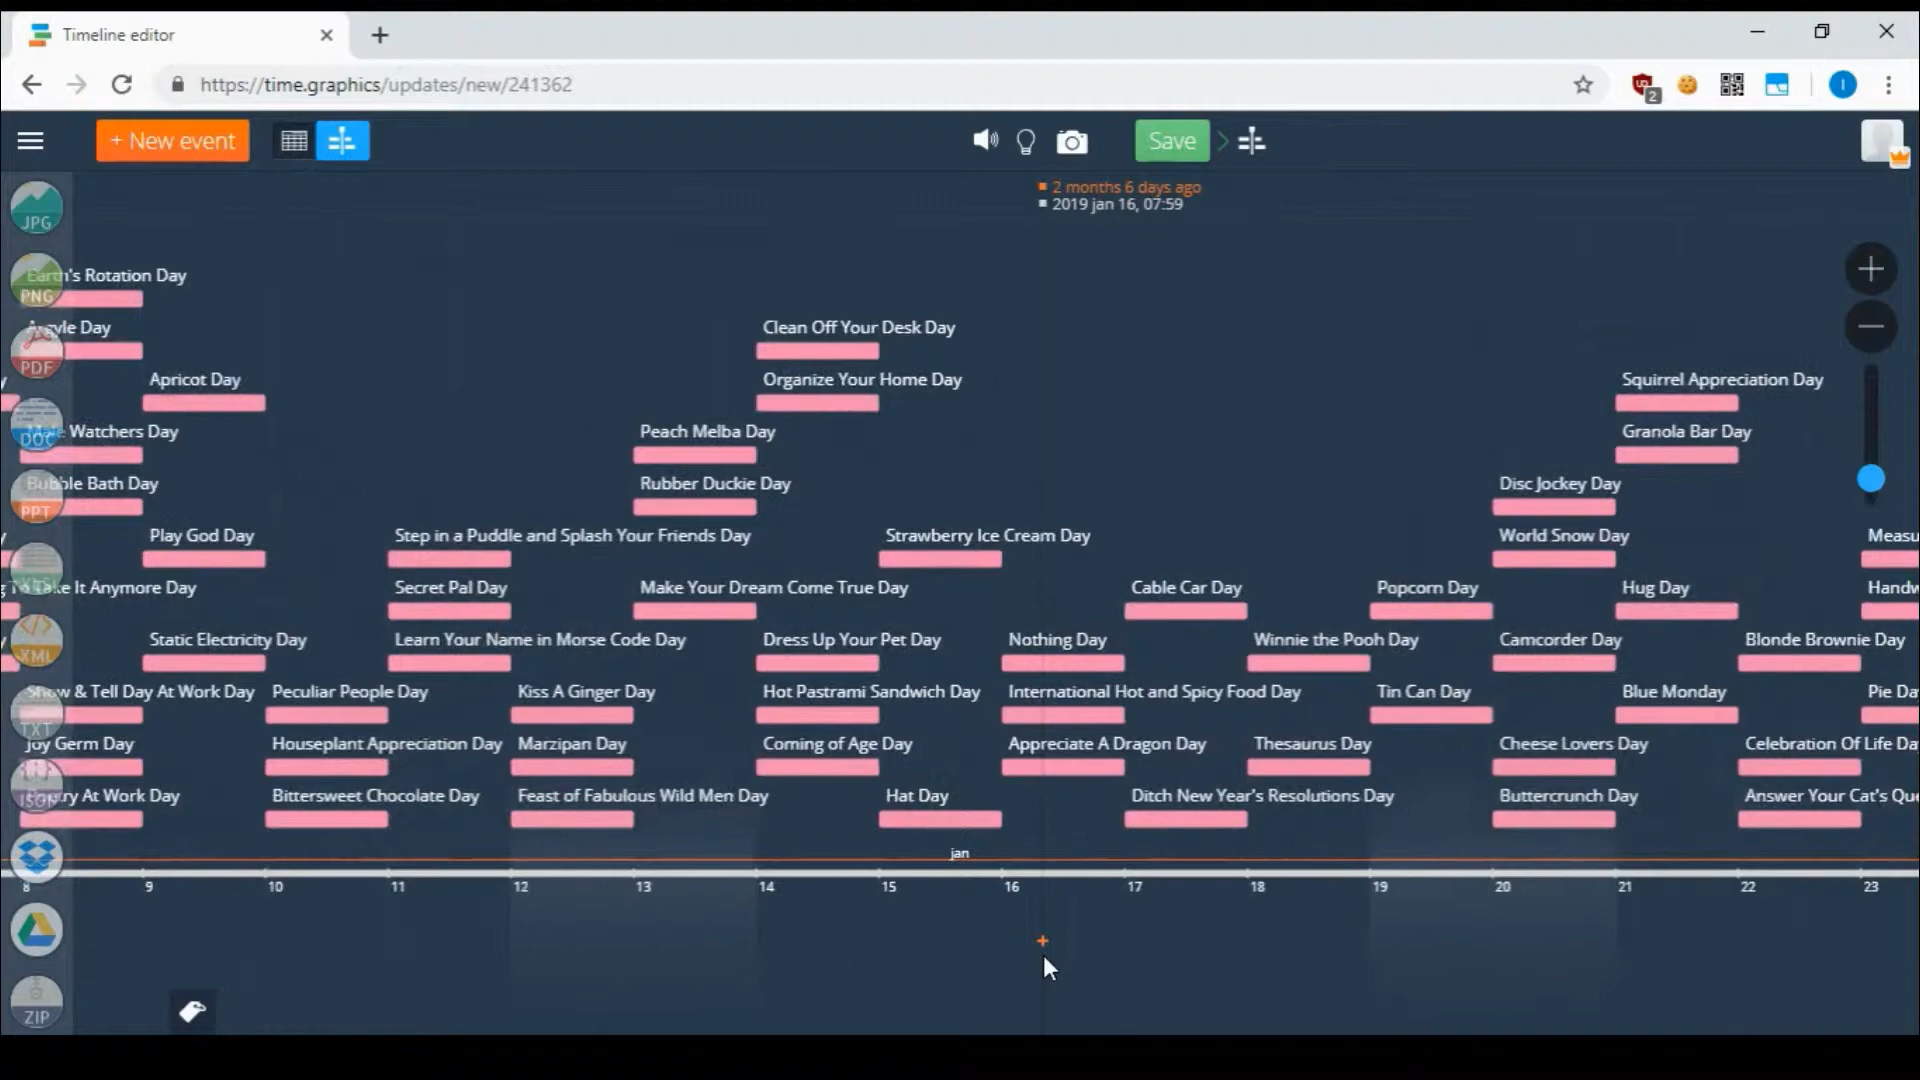 Timeline editor
https://time.graphics/updates/new/241362
2
I
+ New event
Save
2 months 6 days ago
2019 jan 16, 07:59
JPG
PNG
PDF
DOC
PPT
XML
TXT
JSON
ZIP
Earth's Rotation Day
Argyle Day
Clean Off Your Desk Day
Apricot Day
Organize Your Home Day
Squirrel Appreciation Day
Watchers Day
Peach Melba Day
Granola Bar Day
Bubble Bath Day
Rubber Duckie Day
Disc Jockey Day
Play God Day
Step in a Puddle and Splash Your Friends Day
Strawberry Ice Cream Day
World Snow Day
Measu
g To Take It Anymore Day
Secret Pal Day
Make Your Dream Come True Day
Cable Car Day
Popcorn Day
Hug Day
Handw
Static Electricity Day
Learn Your Name in Morse Code Day
Dress Up Your Pet Day
Nothing Day
Winnie the Pooh Day
Camcorder Day
Blonde Brownie Day
Show & Tell Day At Work Day
Peculiar People Day
Kiss A Ginger Day
Hot Pastrami Sandwich Day
International Hot and Spicy Food Day
Tin Can Day
Blue Monday
Pie Da
Joy Germ Day
Houseplant Appreciation Day
Marzipan Day
Coming of Age Day
Appreciate A Dragon Day
Thesaurus Day
Cheese Lovers Day
Celebration Of Life Da
Poetry At Work Day
Bittersweet Chocolate Day
Feast of Fabulous Wild Men Day
Hat Day
Ditch New Year's Resolutions Day
Buttercrunch Day
Answer Your Cat's Que
jan
8 9 10 11 12 13 14 15 16 17 18 19 20 21 22 23